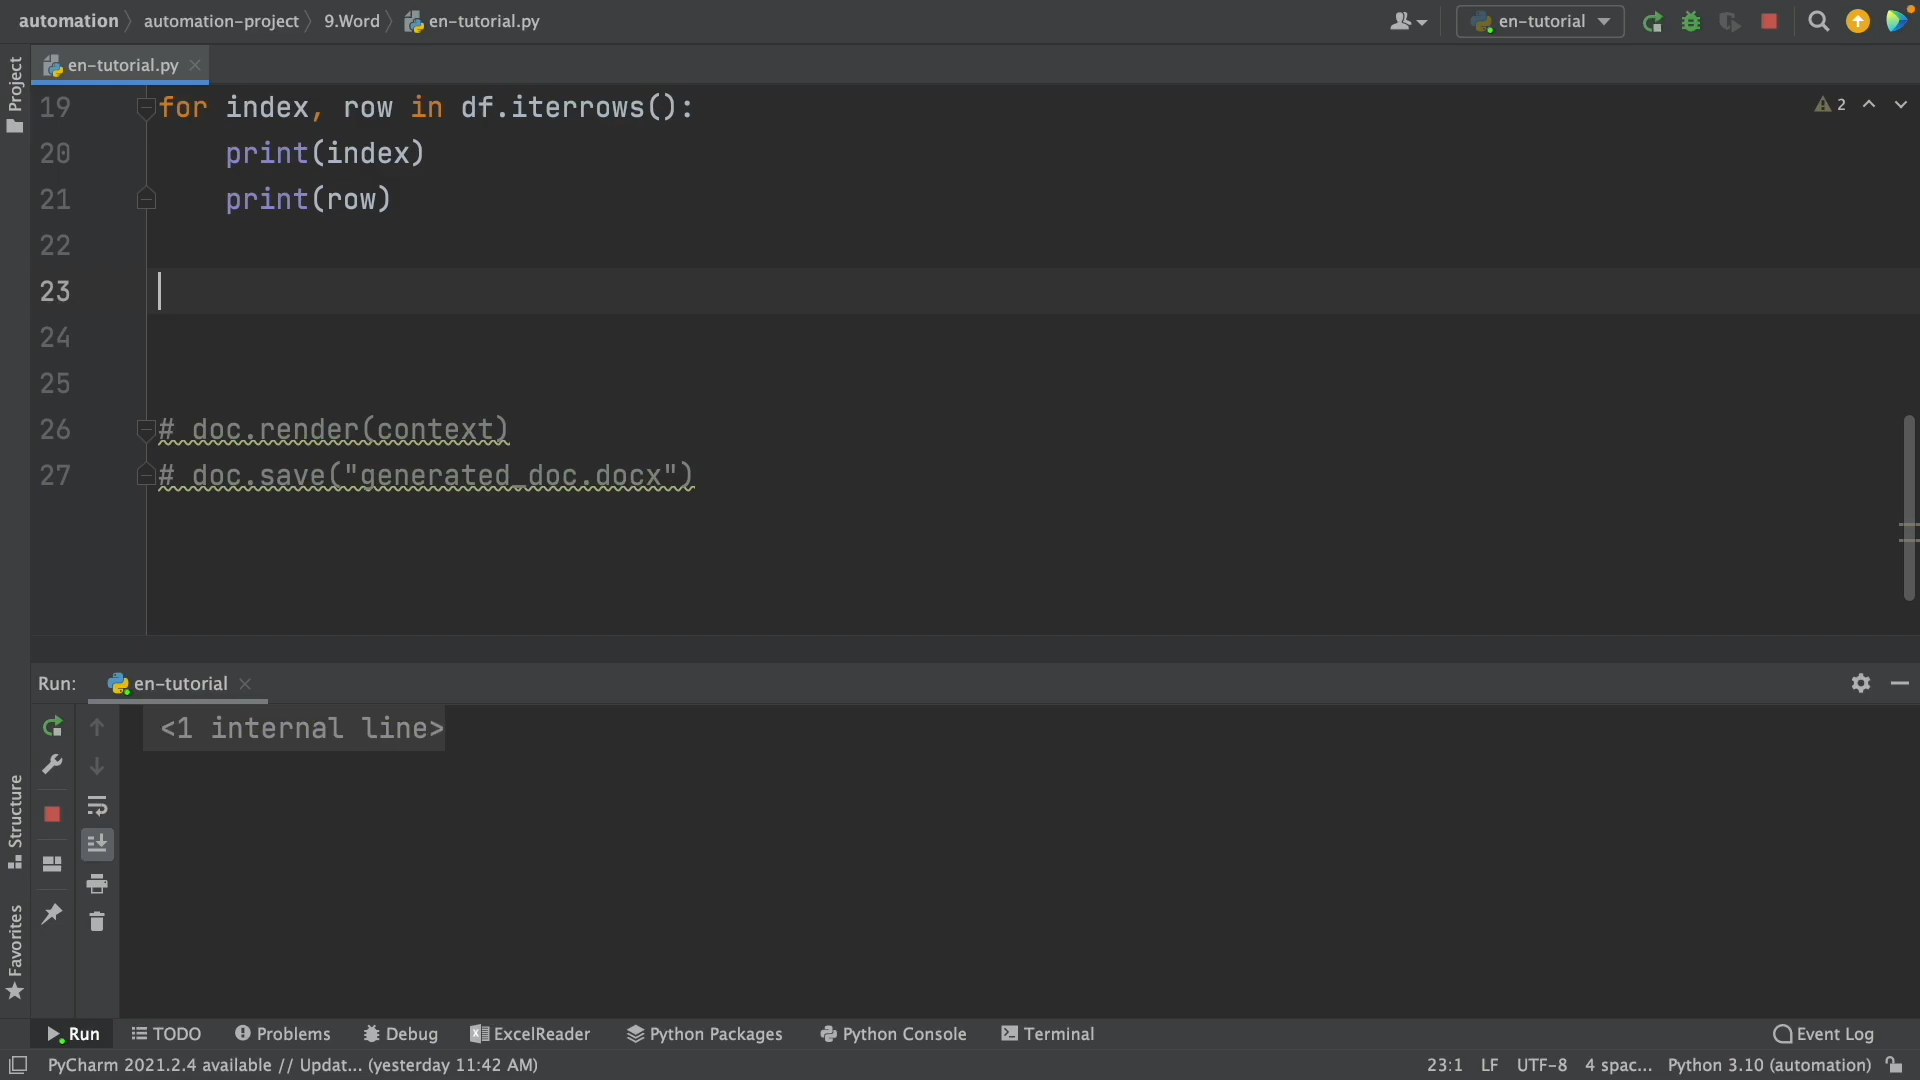 automation automation-project 9.Word en-tutorial.py
en-tutorial
Project
en-tutorial.py
19 for index, row in df.iterrows():
2
20 print(index)
21 print(row)
22
23
24
25
26 # doc.render(context)
27 # doc.save("generated_doc.docx")
Run: en-tutorial
<1 internal line>
Structure
Favorites
Run TODO Problems Debug ExcelReader Python Packages Python Console Terminal Event Log
PyCharm 2021.2.4 available // Updat... (yesterday 11:42 AM) 23:1 LF UTF-8 4 spac... Python 3.10 (automation)